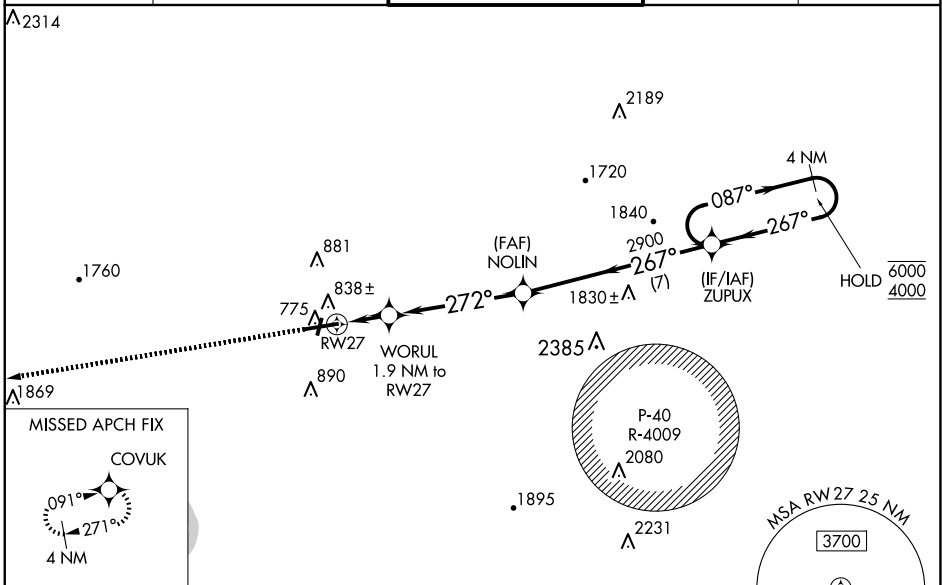 2314
2189
1720
4 NM
087°
1840
267°
2900
267°
(7)
(FAF)
NOLIN
(IF/IAF)
ZUPUX
HOLD
6000
4000
881
1760
838±
775
272°
1830±
RW27
WORUL
1.9 NM to
RW27
2385
1869
890
MISSED APCH FIX
COVUK
091°
271°
4 NM
P-40
R-4009
2080
1895
2231
MSA RW 27 25 NM
3700